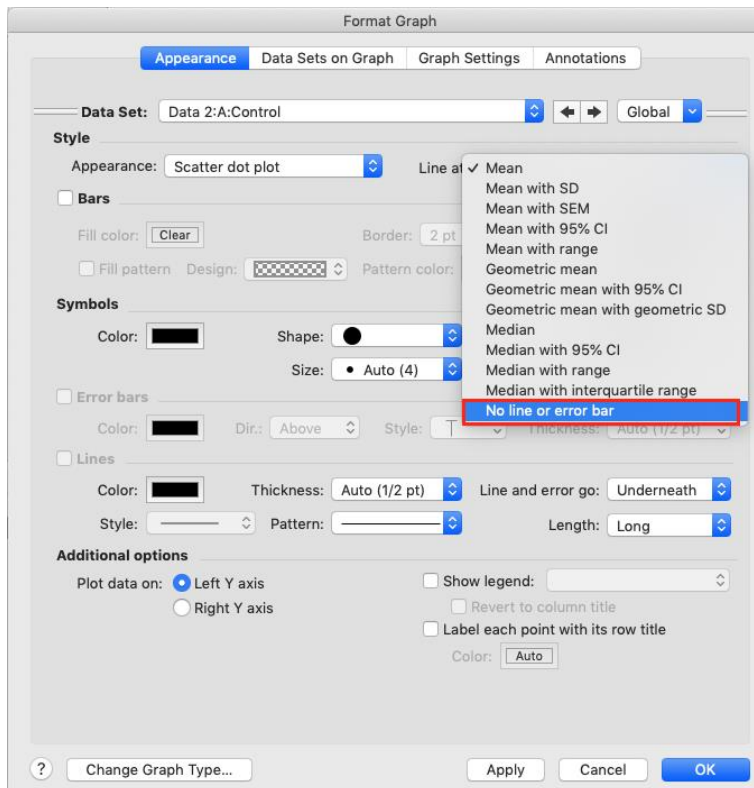 Format Graph
Appearance Data Sets on Graph Graph Settings Annotations
Data Set: Data 2:A:Control Global
Style
Appearance: Scatter dot plot Line at ✓ Mean
Mean with SD
Bars Mean with SEM
Mean with 95% CI
Fill color: Clear Border: 2 pt Mean with range
Fill pattern Design: Pattern color: Geometric mean
Geometric mean with 95% CI
Symbols Geometric mean with geometric SD
Color: Shape: Median
Median with 95% CI
Size: Auto (4) Median with range
Error bars Median with interquartile range
No line or error bar
Color: Dir.: Above Style: Thickness: Auto (1/2 pt)
Lines
Color: Thickness: Auto (1/2 pt) Line and error go: Underneath
Style: Pattern: Length: Long
Additional options
Plot data on: Left Y axis Show legend:
Right Y axis Revert to column title
Label each point with its row title
Color: Auto
? Change Graph Type... Apply Cancel OK